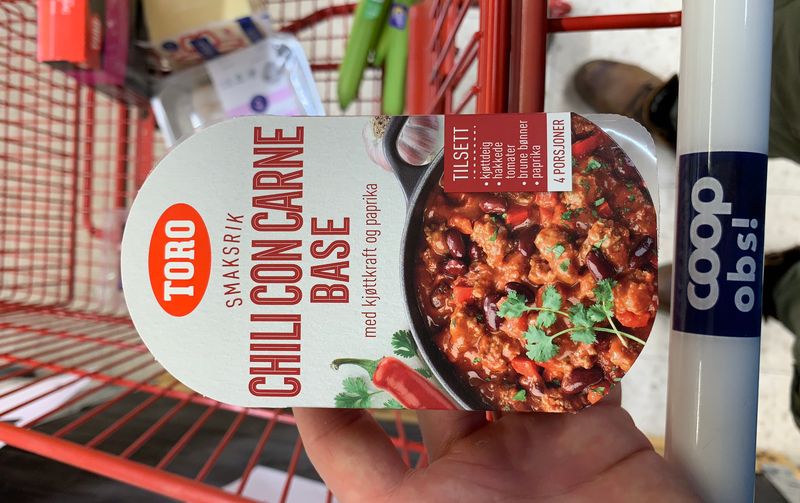 TORO
SMAKSRIK
CHILI CON CARNE
BASE
med kjøttkraft og paprika
TILSETT
• kjøttdeig
• hakkede
tomater
• brune bønner
• paprika
4 PORSJONER
coop
obs!